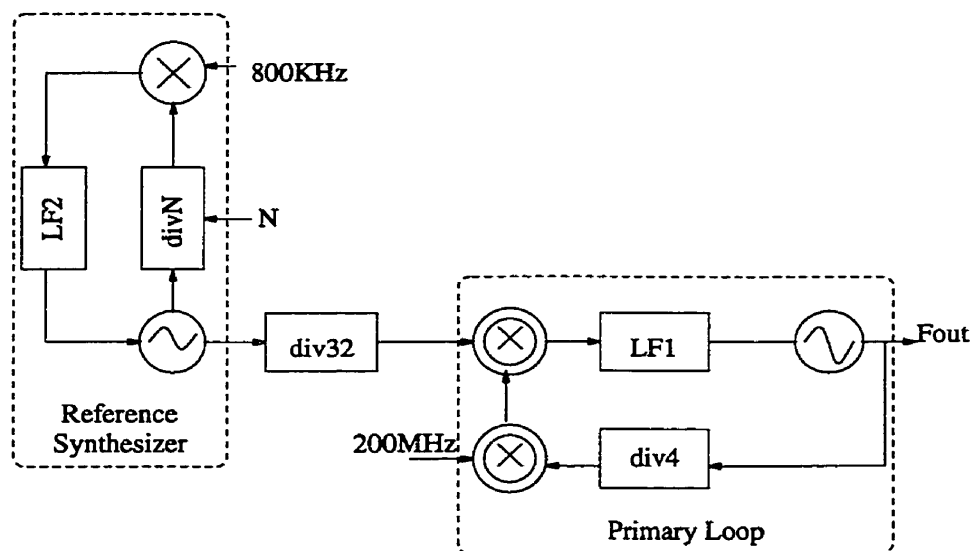 800KHz
LF2
divN
N
div32
LF1
Fout
Reference
Synthesizer
200MHz
div4
Primary Loop